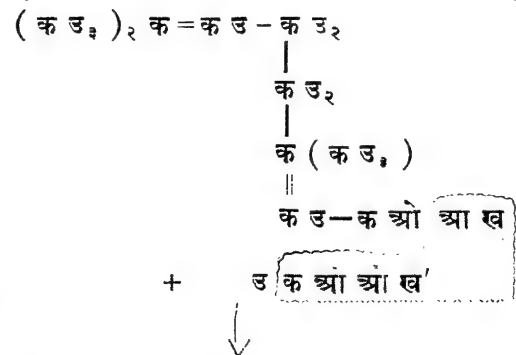 ( क उ₃ )₂ क = क उ – क उ₂
|
क उ₂
|
क ( क उ₃ )
||
क उ–क ओ आ ख
+ उ क ओ ओ ख'